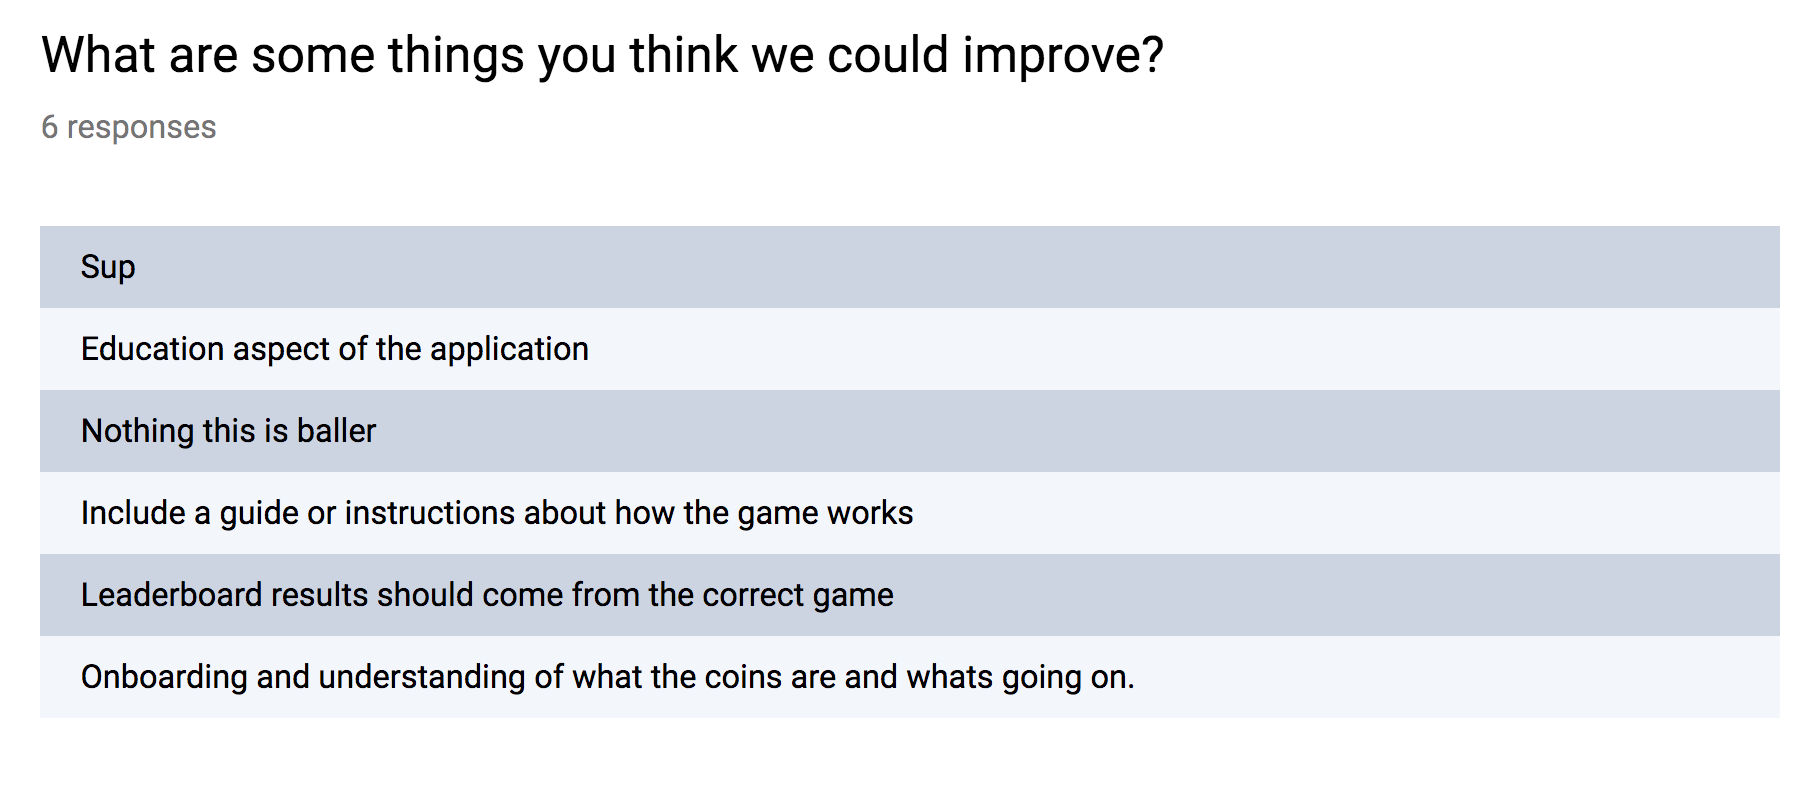 What are some things you think we could improve?
6 responses
Sup
Education aspect of the application
Nothing this is baller
Include a guide or instructions about how the game works
Leaderboard results should come from the correct game
Onboarding and understanding of what the coins are and whats going on.